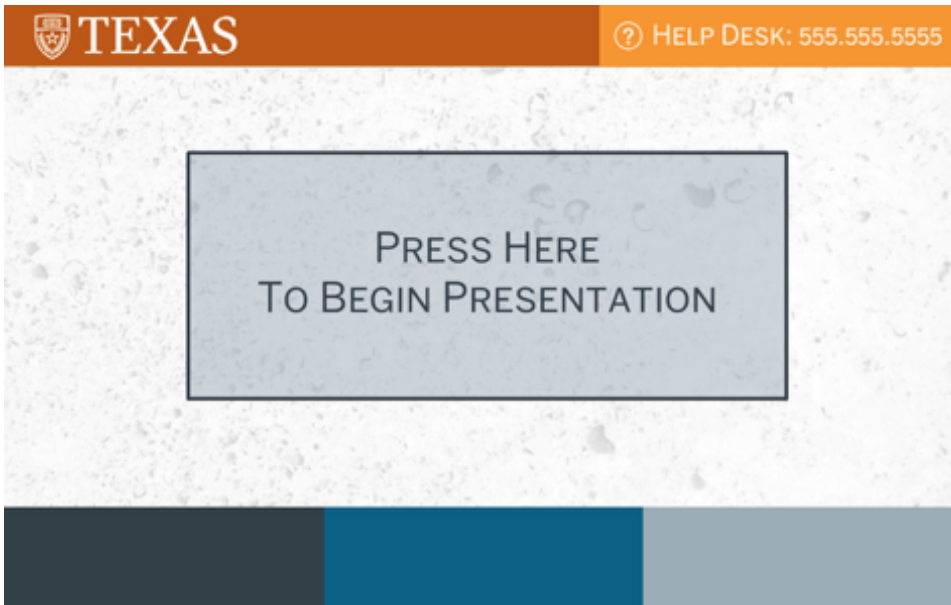 TEXAS
? HELP DESK: 555.555.5555
PRESS HERE
TO BEGIN PRESENTATION